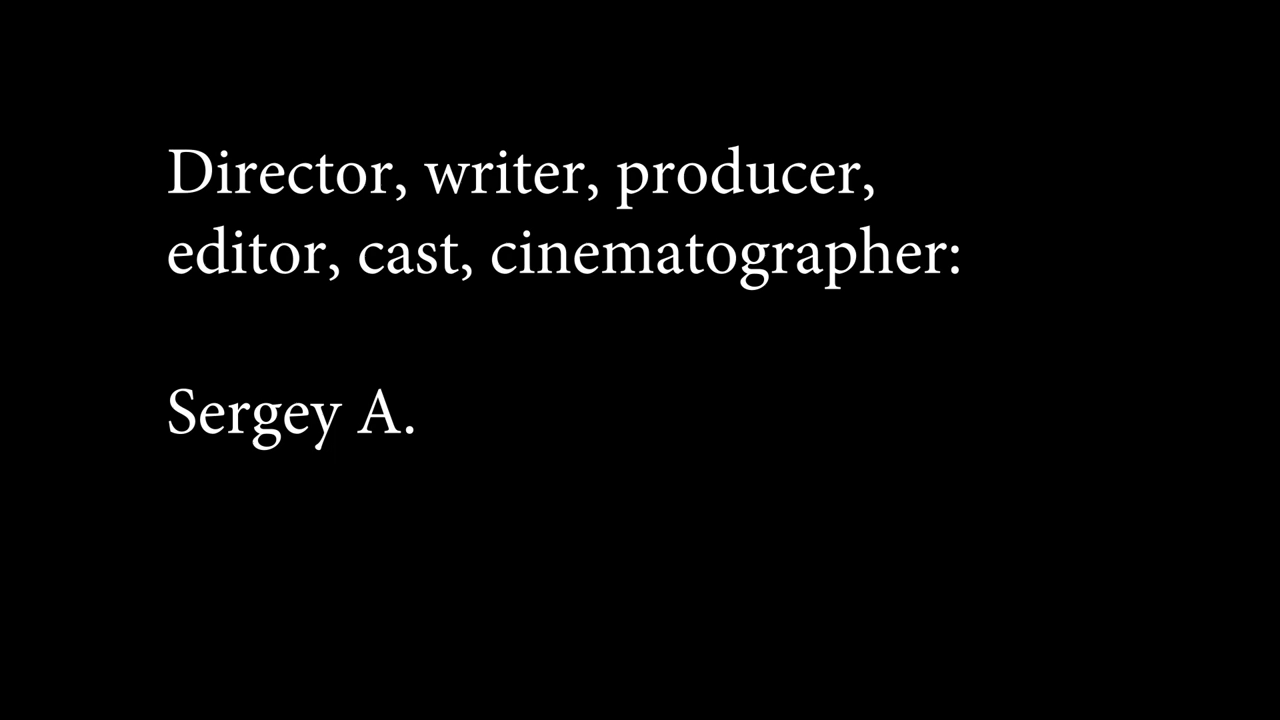 Director, writer, producer,
editor, cast, cinematographer:
Sergey A.